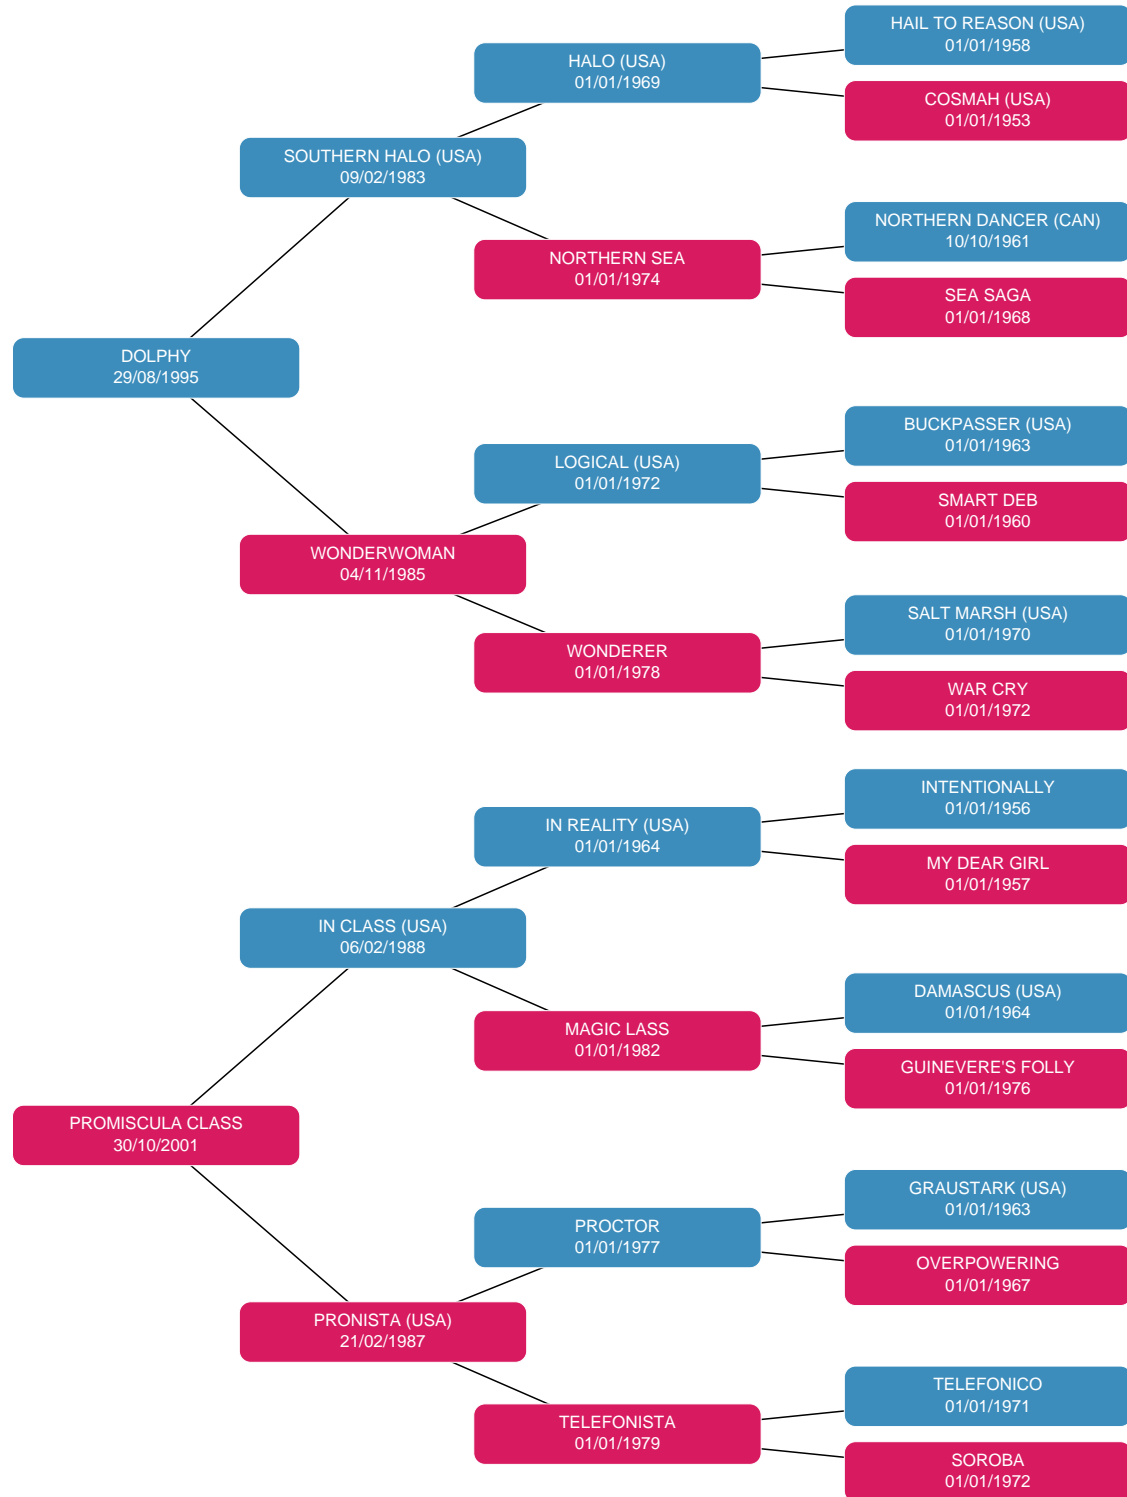 HAIL TO REASON (USA)
01/01/1958
HALO (USA)
01/01/1969
COSMAH (USA)
01/01/1953
SOUTHERN HALO (USA)
09/02/1983
NORTHERN DANCER (CAN)
10/10/1961
NORTHERN SEA
01/01/1974
SEA SAGA
01/01/1968
DOLPHY
29/08/1995
BUCKPASSER (USA)
01/01/1963
LOGICAL (USA)
01/01/1972
SMART DEB
01/01/1960
WONDERWOMAN
04/11/1985
SALT MARSH (USA)
01/01/1970
WONDERER
01/01/1978
WAR CRY
01/01/1972
INTENTIONALLY
01/01/1956
IN REALITY (USA)
01/01/1964
MY DEAR GIRL
01/01/1957
IN CLASS (USA)
06/02/1988
DAMASCUS (USA)
01/01/1964
MAGIC LASS
01/01/1982
GUINEVERE'S FOLLY
01/01/1976
PROMISCULA CLASS
30/10/2001
GRAUSTARK (USA)
01/01/1963
PROCTOR
01/01/1977
OVERPOWERING
01/01/1967
PRONISTA (USA)
21/02/1987
TELEFONICO
01/01/1971
TELEFONISTA
01/01/1979
SOROBA
01/01/1972